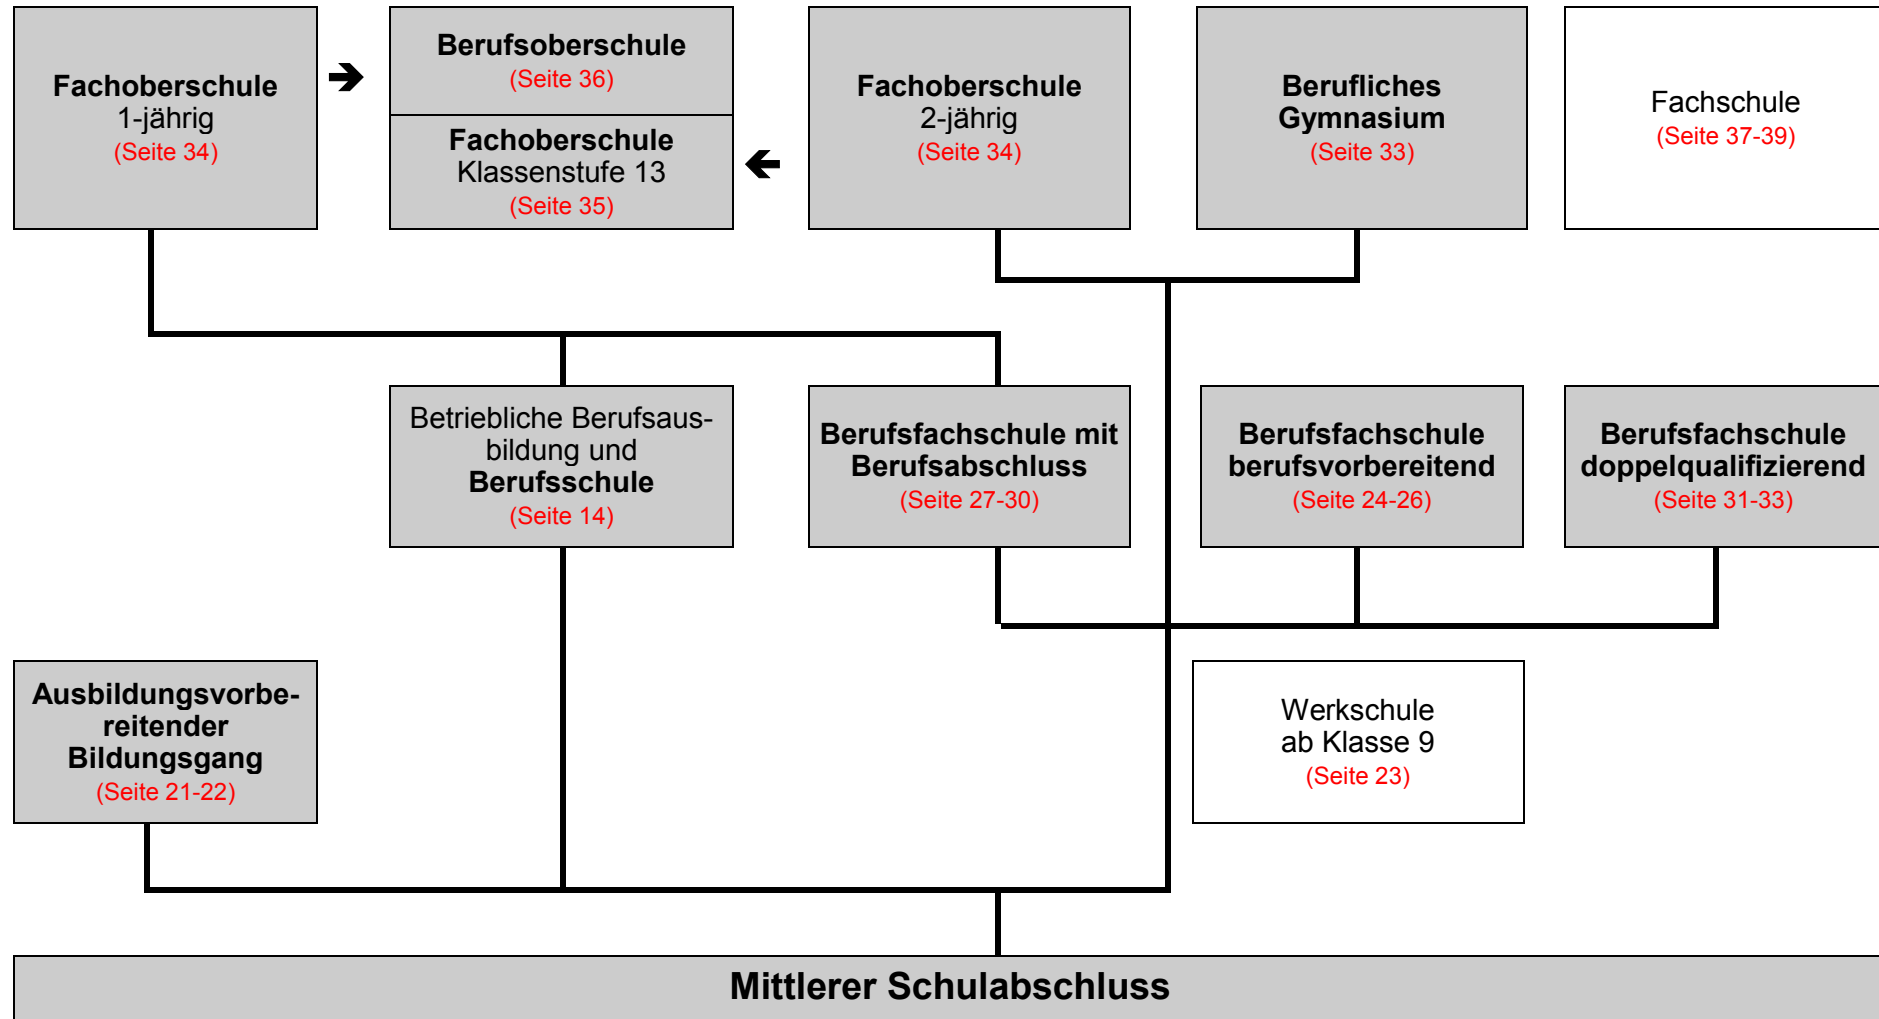 Fachoberschule
1-jährig
(Seite 34)
Berufsoberschule
(Seite 36)
Fachoberschule
Klassenstufe 13
(Seite 35)
Fachoberschule
2-jährig
(Seite 34)
Berufliches
Gymnasium
(Seite 33)
Fachschule
(Seite 37-39)
Betriebliche Berufsaus-
bildung und
Berufsschule
(Seite 14)
Berufsfachschule mit
Berufsabschluss
(Seite 27-30)
Berufsfachschule
berufsvorbereitend
(Seite 24-26)
Berufsfachschule
doppelqualifizierend
(Seite 31-33)
Ausbildungsvorbe-
reitender
Bildungsgang
(Seite 21-22)
Werkschule
ab Klasse 9
(Seite 23)
Mittlerer Schulabschluss